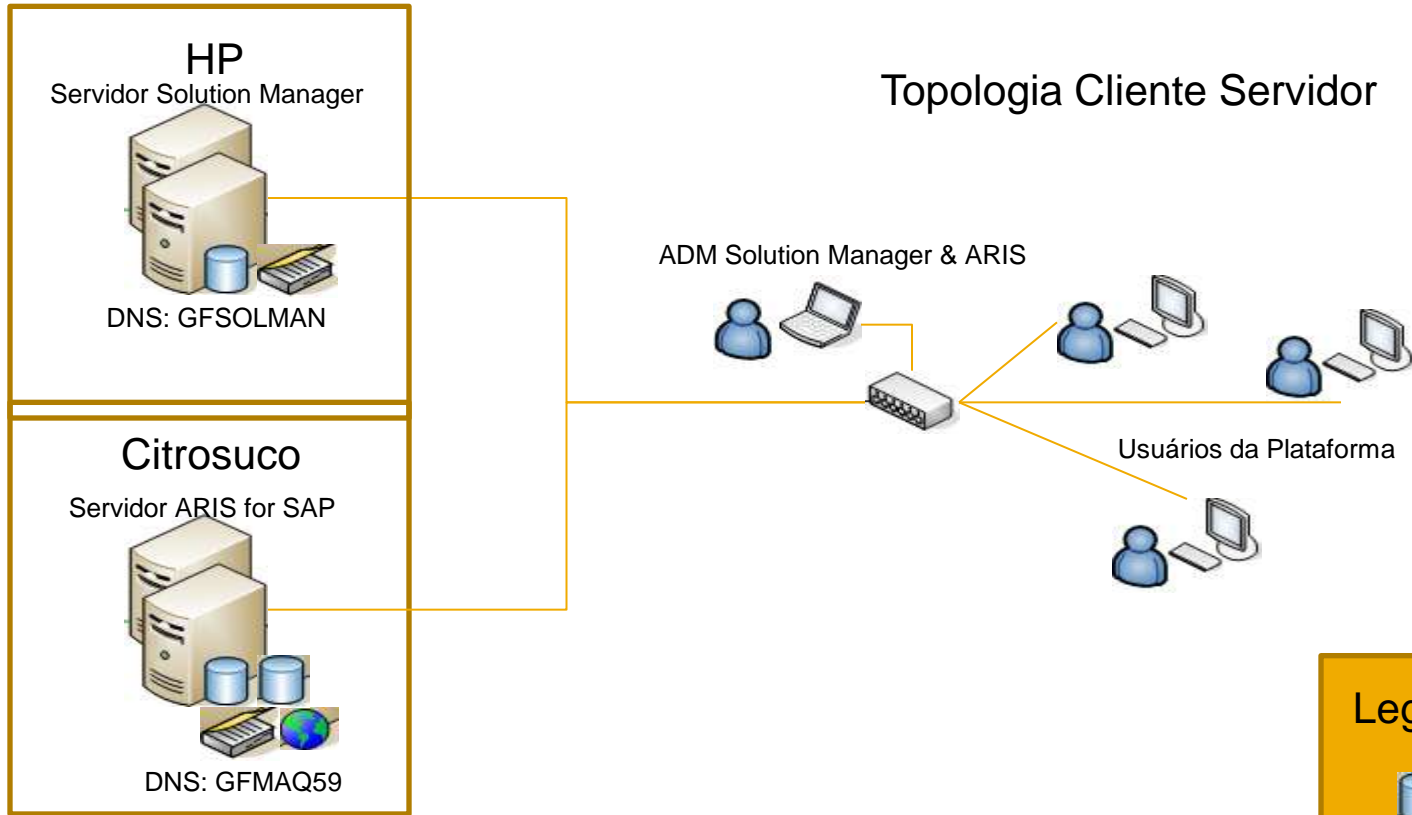 HP
Servidor Solution Manager
DNS: GFSOLMAN
Topologia Cliente Servidor
ADM Solution Manager & ARIS
Usuários da Plataforma
Citrosuco
Servidor ARIS for SAP
DNS: GFMAQ59